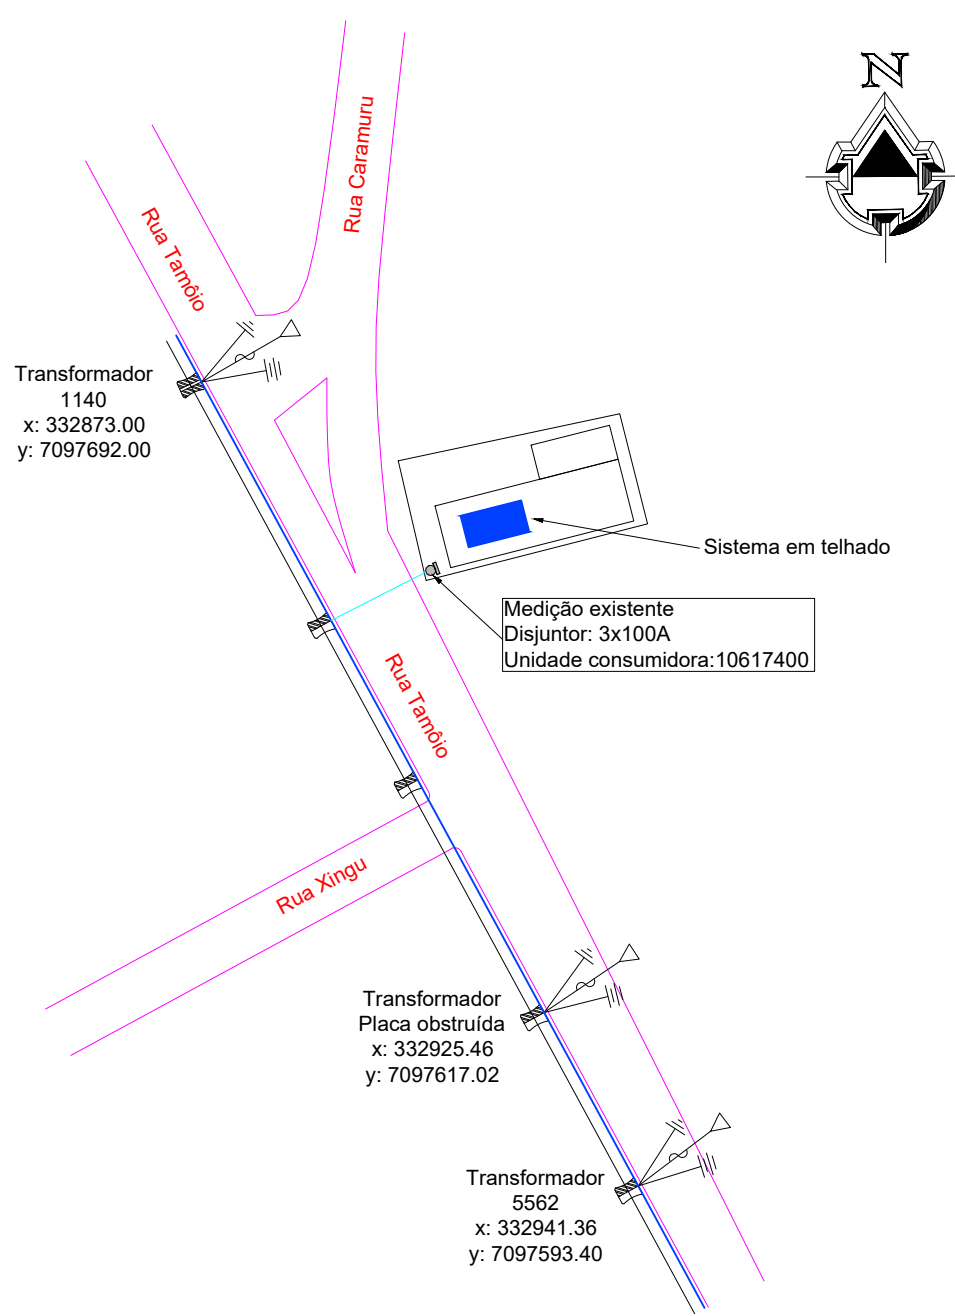 N
Rua Caramuru
Rua Tamôio
Transformador
1140
x: 332873.00
y: 7097692.00
Sistema em telhado
Medição existente
Disjuntor: 3x100A
Unidade consumidora:10617400
Rua Tamôio
Rua Xingu
Transformador
Placa obstruída
x: 332925.46
y: 7097617.02
Transformador
5562
x: 332941.36
y: 7097593.40